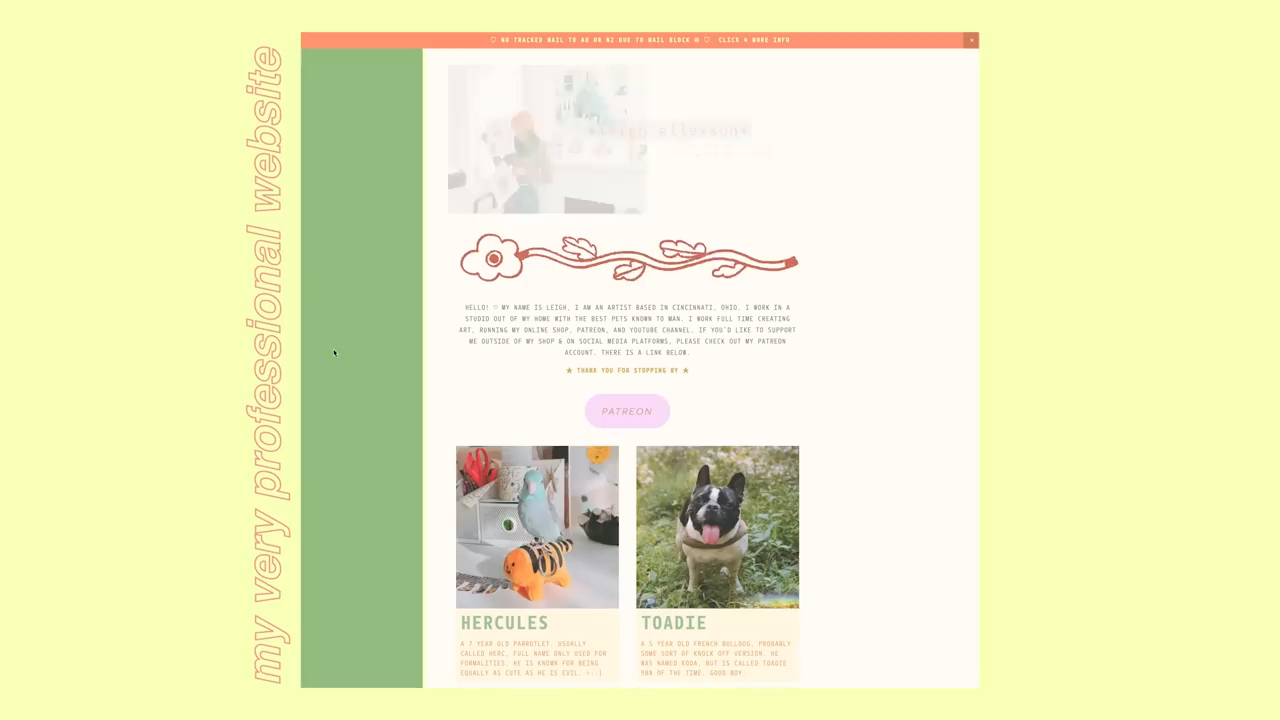 my very professional website
♡ NO TRACKED MAIL TO AU OR NZ DUE TO MAIL BLOCK ☹ ♡ CLICK 4 MORE INFO
HELLO! ♡ MY NAME IS LEIGH, I AM AN ARTIST BASED IN CINCINNATI, OHIO. I WORK IN A
STUDIO OUT OF MY HOME WITH THE BEST PETS KNOWN TO MAN. I WORK FULL TIME CREATING
ART, RUNNING MY ONLINE SHOP, PATREON, AND YOUTUBE CHANNEL. IF YOU'D LIKE TO SUPPORT
ME OUTSIDE OF MY SHOP & ON SOCIAL MEDIA PLATFORMS, PLEASE CHECK OUT MY PATREON
ACCOUNT. THERE IS A LINK BELOW.
★ THANK YOU FOR STOPPING BY ★
PATREON
HERCULES
A 7 YEAR OLD PARROTLET. USUALLY
CALLED HERC, FULL NAME ONLY USED FOR
FORMALITIES. HE IS KNOWN FOR BEING
EQUALLY AS CUTE AS HE IS EVIL. >:-)
TOADIE
A 5 YEAR OLD FRENCH BULLDOG, PROBABLY
SOME SORT OF KNOCK OFF VERSION. HE
WAS NAMED KODA, BUT IS CALLED TOADIE
OF THE TIME. GOOD BOY.